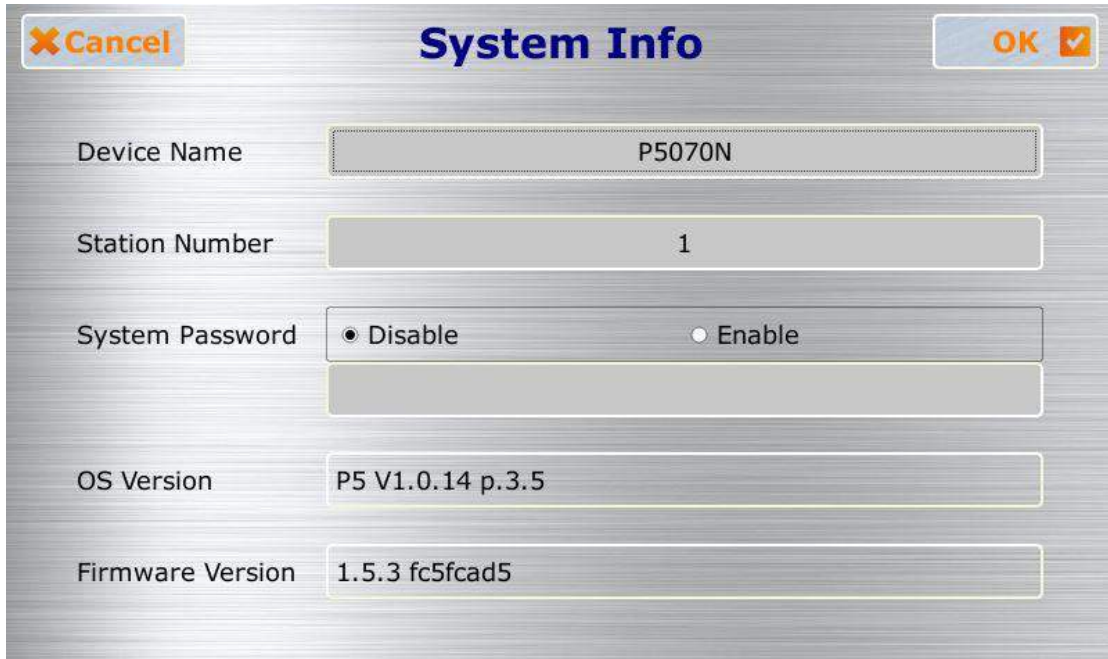 Cancel
System Info
OK
Device Name
P5070N
Station Number
1
System Password
Disable
Enable
OS Version
P5 V1.0.14 p.3.5
Firmware Version
1.5.3 fc5fcad5